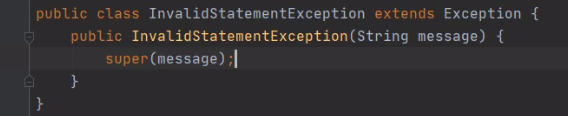 public class InvalidStatementException extends Exception {
    public InvalidStatementException(String message) {
        super(message);
    }
}